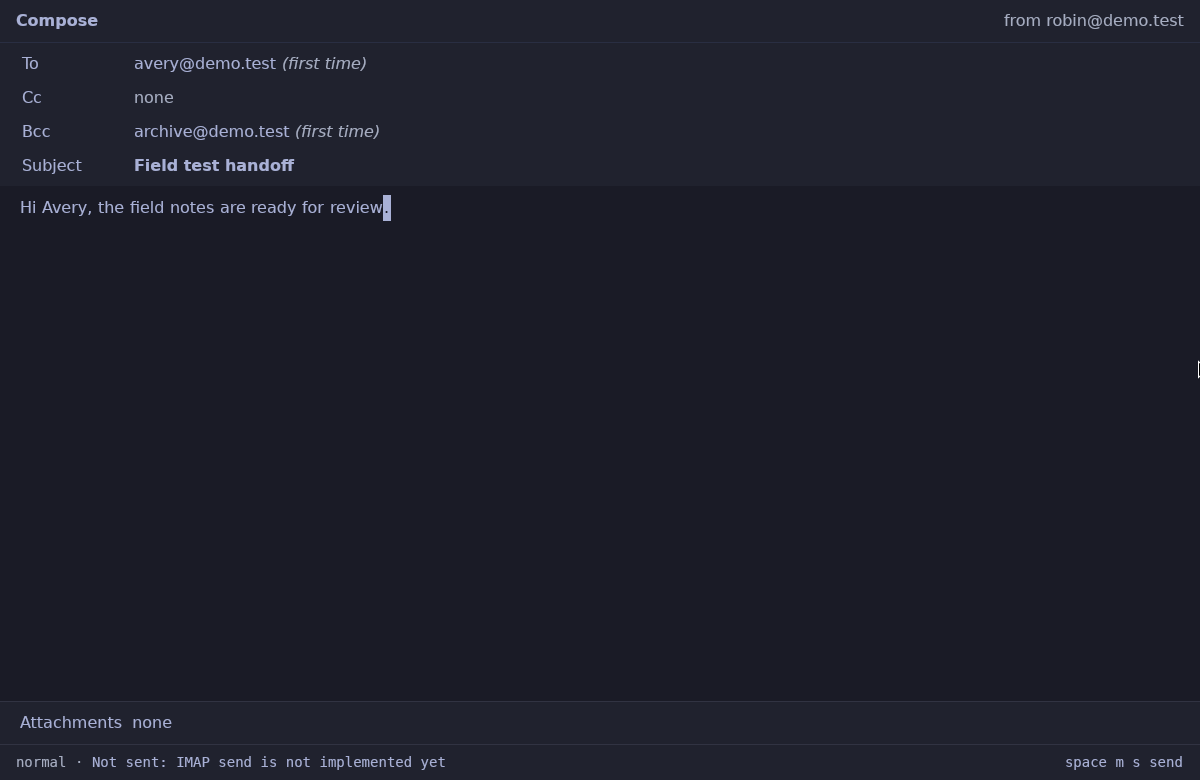 Compose from robin@demo.test
To avery@demo.test (first time)
Cc none
Bcc archive@demo.test (first time)
Subject Field test handoff
Hi Avery, the field notes are ready for review.
Attachments none
normal · Not sent: IMAP send is not implemented yet space m s send